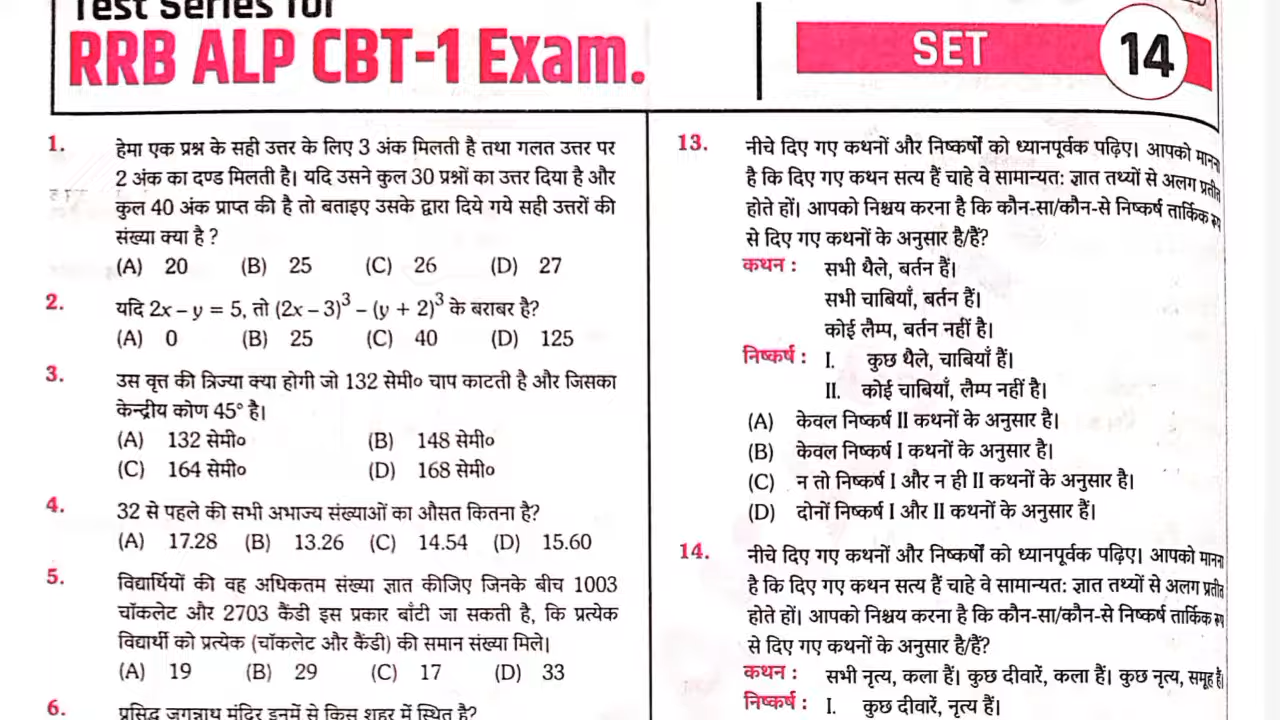 Test Series for
RRB ALP CBT-1 Exam.
SET
14
1. हेमा एक प्रश्न के सही उत्तर के लिए 3 अंक मिलती है तथा गलत उत्तर पर
2 अंक का दण्ड मिलती है। यदि उसने कुल 30 प्रश्नों का उत्तर दिया है और
कुल 40 अंक प्राप्त की है तो बताइए उसके द्वारा दिये गये सही उत्तरों की
संख्या क्या है ?
(A) 20 (B) 25 (C) 26 (D) 27
2. यदि 2x – y = 5, तो (2x – 3)³ – (y + 2)³ के बराबर है?
(A) 0 (B) 25 (C) 40 (D) 125
3. उस वृत्त की त्रिज्या क्या होगी जो 132 सेमी० चाप काटती है और जिसका
केन्द्रीय कोण 45° है।
(A) 132 सेमी० (B) 148 सेमी०
(C) 164 सेमी० (D) 168 सेमी०
4. 32 से पहले की सभी अभाज्य संख्याओं का औसत कितना है?
(A) 17.28 (B) 13.26 (C) 14.54 (D) 15.60
5. विद्यार्थियों की वह अधिकतम संख्या ज्ञात कीजिए जिनके बीच 1003
चॉकलेट और 2703 कैंडी इस प्रकार बाँटी जा सकती है, कि प्रत्येक
विद्यार्थी को प्रत्येक (चॉकलेट और कैंडी) की समान संख्या मिले।
(A) 19 (B) 29 (C) 17 (D) 33
6. प्रसिद्ध जगन्नाथ मंदिर इनमें से किस शहर में स्थित है?
13. नीचे दिए गए कथनों और निष्कर्षों को ध्यानपूर्वक पढ़िए। आपको मानना
है कि दिए गए कथन सत्य हैं चाहे वे सामान्यत: ज्ञात तथ्यों से अलग प्रतीत
होते हों। आपको निश्चय करना है कि कौन-सा/कौन-से निष्कर्ष तार्किक रूप
से दिए गए कथनों के अनुसार है/हैं?
कथन : सभी थैले, बर्तन हैं।
सभी चाबियाँ, बर्तन हैं।
कोई लैम्प, बर्तन नहीं है।
निष्कर्ष : I. कुछ थैले, चाबियाँ हैं।
II. कोई चाबियाँ, लैम्प नहीं है।
(A) केवल निष्कर्ष II कथनों के अनुसार है।
(B) केवल निष्कर्ष I कथनों के अनुसार है।
(C) न तो निष्कर्ष I और न ही II कथनों के अनुसार है।
(D) दोनों निष्कर्ष I और II कथनों के अनुसार हैं।
14. नीचे दिए गए कथनों और निष्कर्षों को ध्यानपूर्वक पढ़िए। आपको मानना
है कि दिए गए कथन सत्य हैं चाहे वे सामान्यत: ज्ञात तथ्यों से अलग प्रतीत
होते हों। आपको निश्चय करना है कि कौन-सा/कौन-से निष्कर्ष तार्किक रूप
से दिए गए कथनों के अनुसार है/हैं?
कथन : सभी नृत्य, कला हैं। कुछ दीवारें, कला हैं। कुछ नृत्य, समूह हैं।
निष्कर्ष : I. कुछ दीवारें, नृत्य हैं।